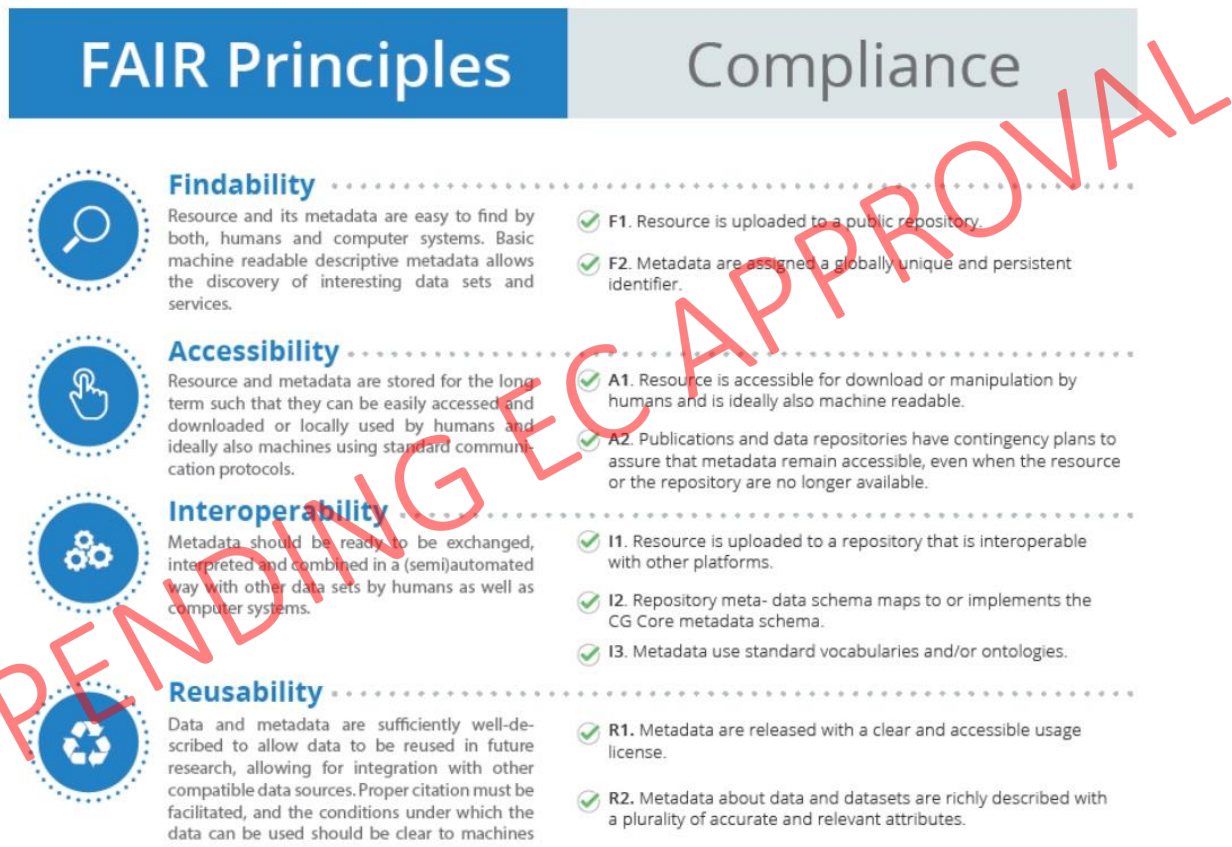 FAIR Principles
Compliance
Findability
Resource and its metadata are easy to find by
both, humans and computer systems. Basic
machine readable descriptive metadata allows
the discovery of interesting data sets and
services.
F1. Resource is uploaded to a public repository.
F2. Metadata are assigned a globally unique and persistent
identifier.
Accessibility
Resource and metadata are stored for the long
term such that they can be easily accessed and
downloaded or locally used by humans and
ideally also machines using standard communi-
cation protocols.
A1. Resource is accessible for download or manipulation by
humans and is ideally also machine readable.
A2. Publications and data repositories have contingency plans to
assure that metadata remain accessible, even when the resource
or the repository are no longer available.
Interoperability
Metadata should be ready to be exchanged,
interpreted and combined in a (semi)automated
way with other data sets by humans as well as
computer systems.
I1. Resource is uploaded to a repository that is interoperable
with other platforms.
I2. Repository meta- data schema maps to or implements the
CG Core metadata schema.
I3. Metadata use standard vocabularies and/or ontologies.
Reusability
Data and metadata are sufficiently well-de-
scribed to allow data to be reused in future
research, allowing for integration with other
compatible data sources. Proper citation must be
facilitated, and the conditions under which the
data can be used should be clear to machines
R1. Metadata are released with a clear and accessible usage
license.
R2. Metadata about data and datasets are richly described with
a plurality of accurate and relevant attributes.
PENDING EC APPROVAL